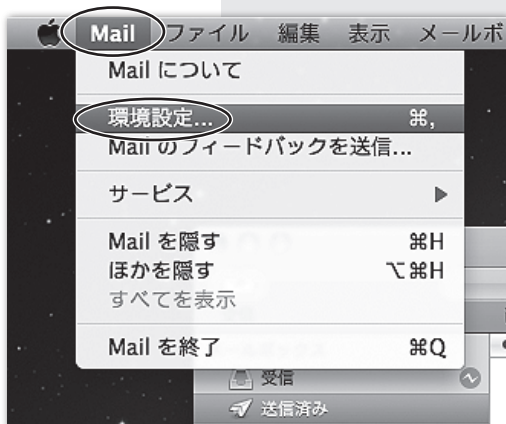 Mail ファイル 編集 表示 メールボ
Mail について
環境設定... ⌘,
Mail のフィードバックを送信...
サービス ▶
Mail を隠す ⌘H
ほかを隠す ⌥⌘H
すべてを表示
Mail を終了 ⌘Q
受信
送信済み